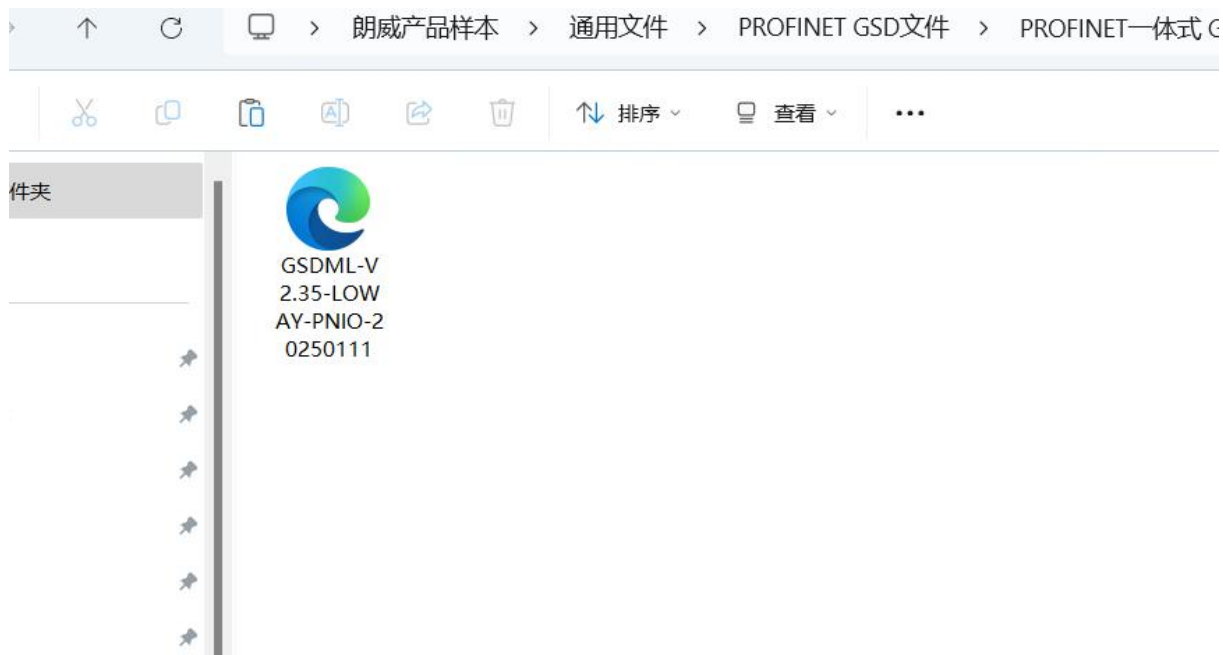 朗威产品样本 > 通用文件 > PROFINET GSD文件 > PROFINET一体式 G
排序 查看
件夹
GSDML-V
2.35-LOW
AY-PNIO-2
0250111